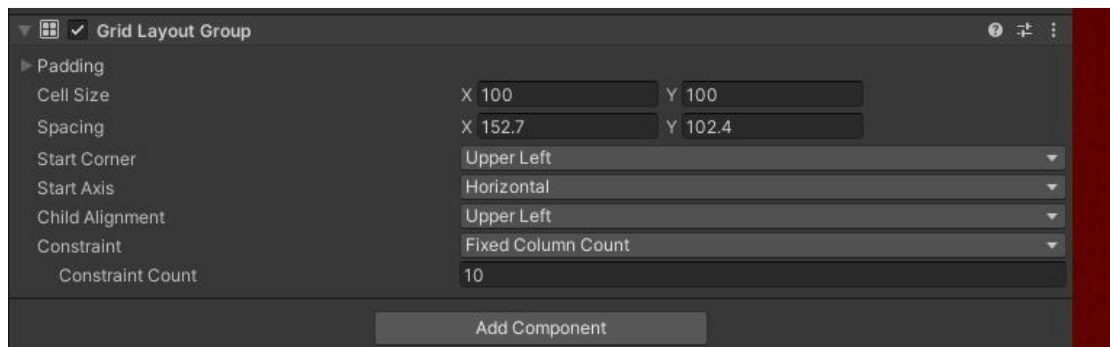 Grid Layout Group
Padding
Cell Size X 100 Y 100
Spacing X 152.7 Y 102.4
Start Corner Upper Left
Start Axis Horizontal
Child Alignment Upper Left
Constraint Fixed Column Count
Constraint Count 10
Add Component